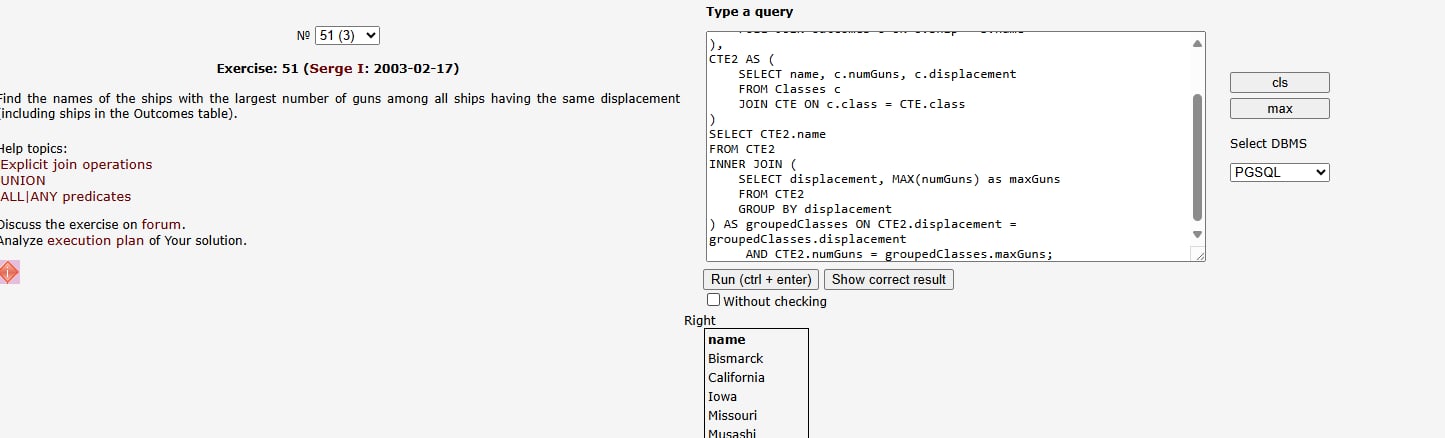 Type a query
№ 51 (3)
Exercise: 51 (Serge I: 2003-02-17)
Find the names of the ships with the largest number of guns among all ships having the same displacement
(including ships in the Outcomes table).
Help topics:
Explicit join operations
UNION
ALL|ANY predicates
Discuss the exercise on forum.
Analyze execution plan of Your solution.
),
CTE2 AS (
    SELECT name, c.numGuns, c.displacement
    FROM Classes c
    JOIN CTE ON c.class = CTE.class
)
SELECT CTE2.name
FROM CTE2
INNER JOIN (
    SELECT displacement, MAX(numGuns) as maxGuns
    FROM CTE2
    GROUP BY displacement
) AS groupedClasses ON CTE2.displacement =
groupedClasses.displacement
     AND CTE2.numGuns = groupedClasses.maxGuns;
cls
max
Select DBMS
PGSQL
Run (ctrl + enter)
Show correct result
Without checking
Right
name
Bismarck
California
Iowa
Missouri
Musashi